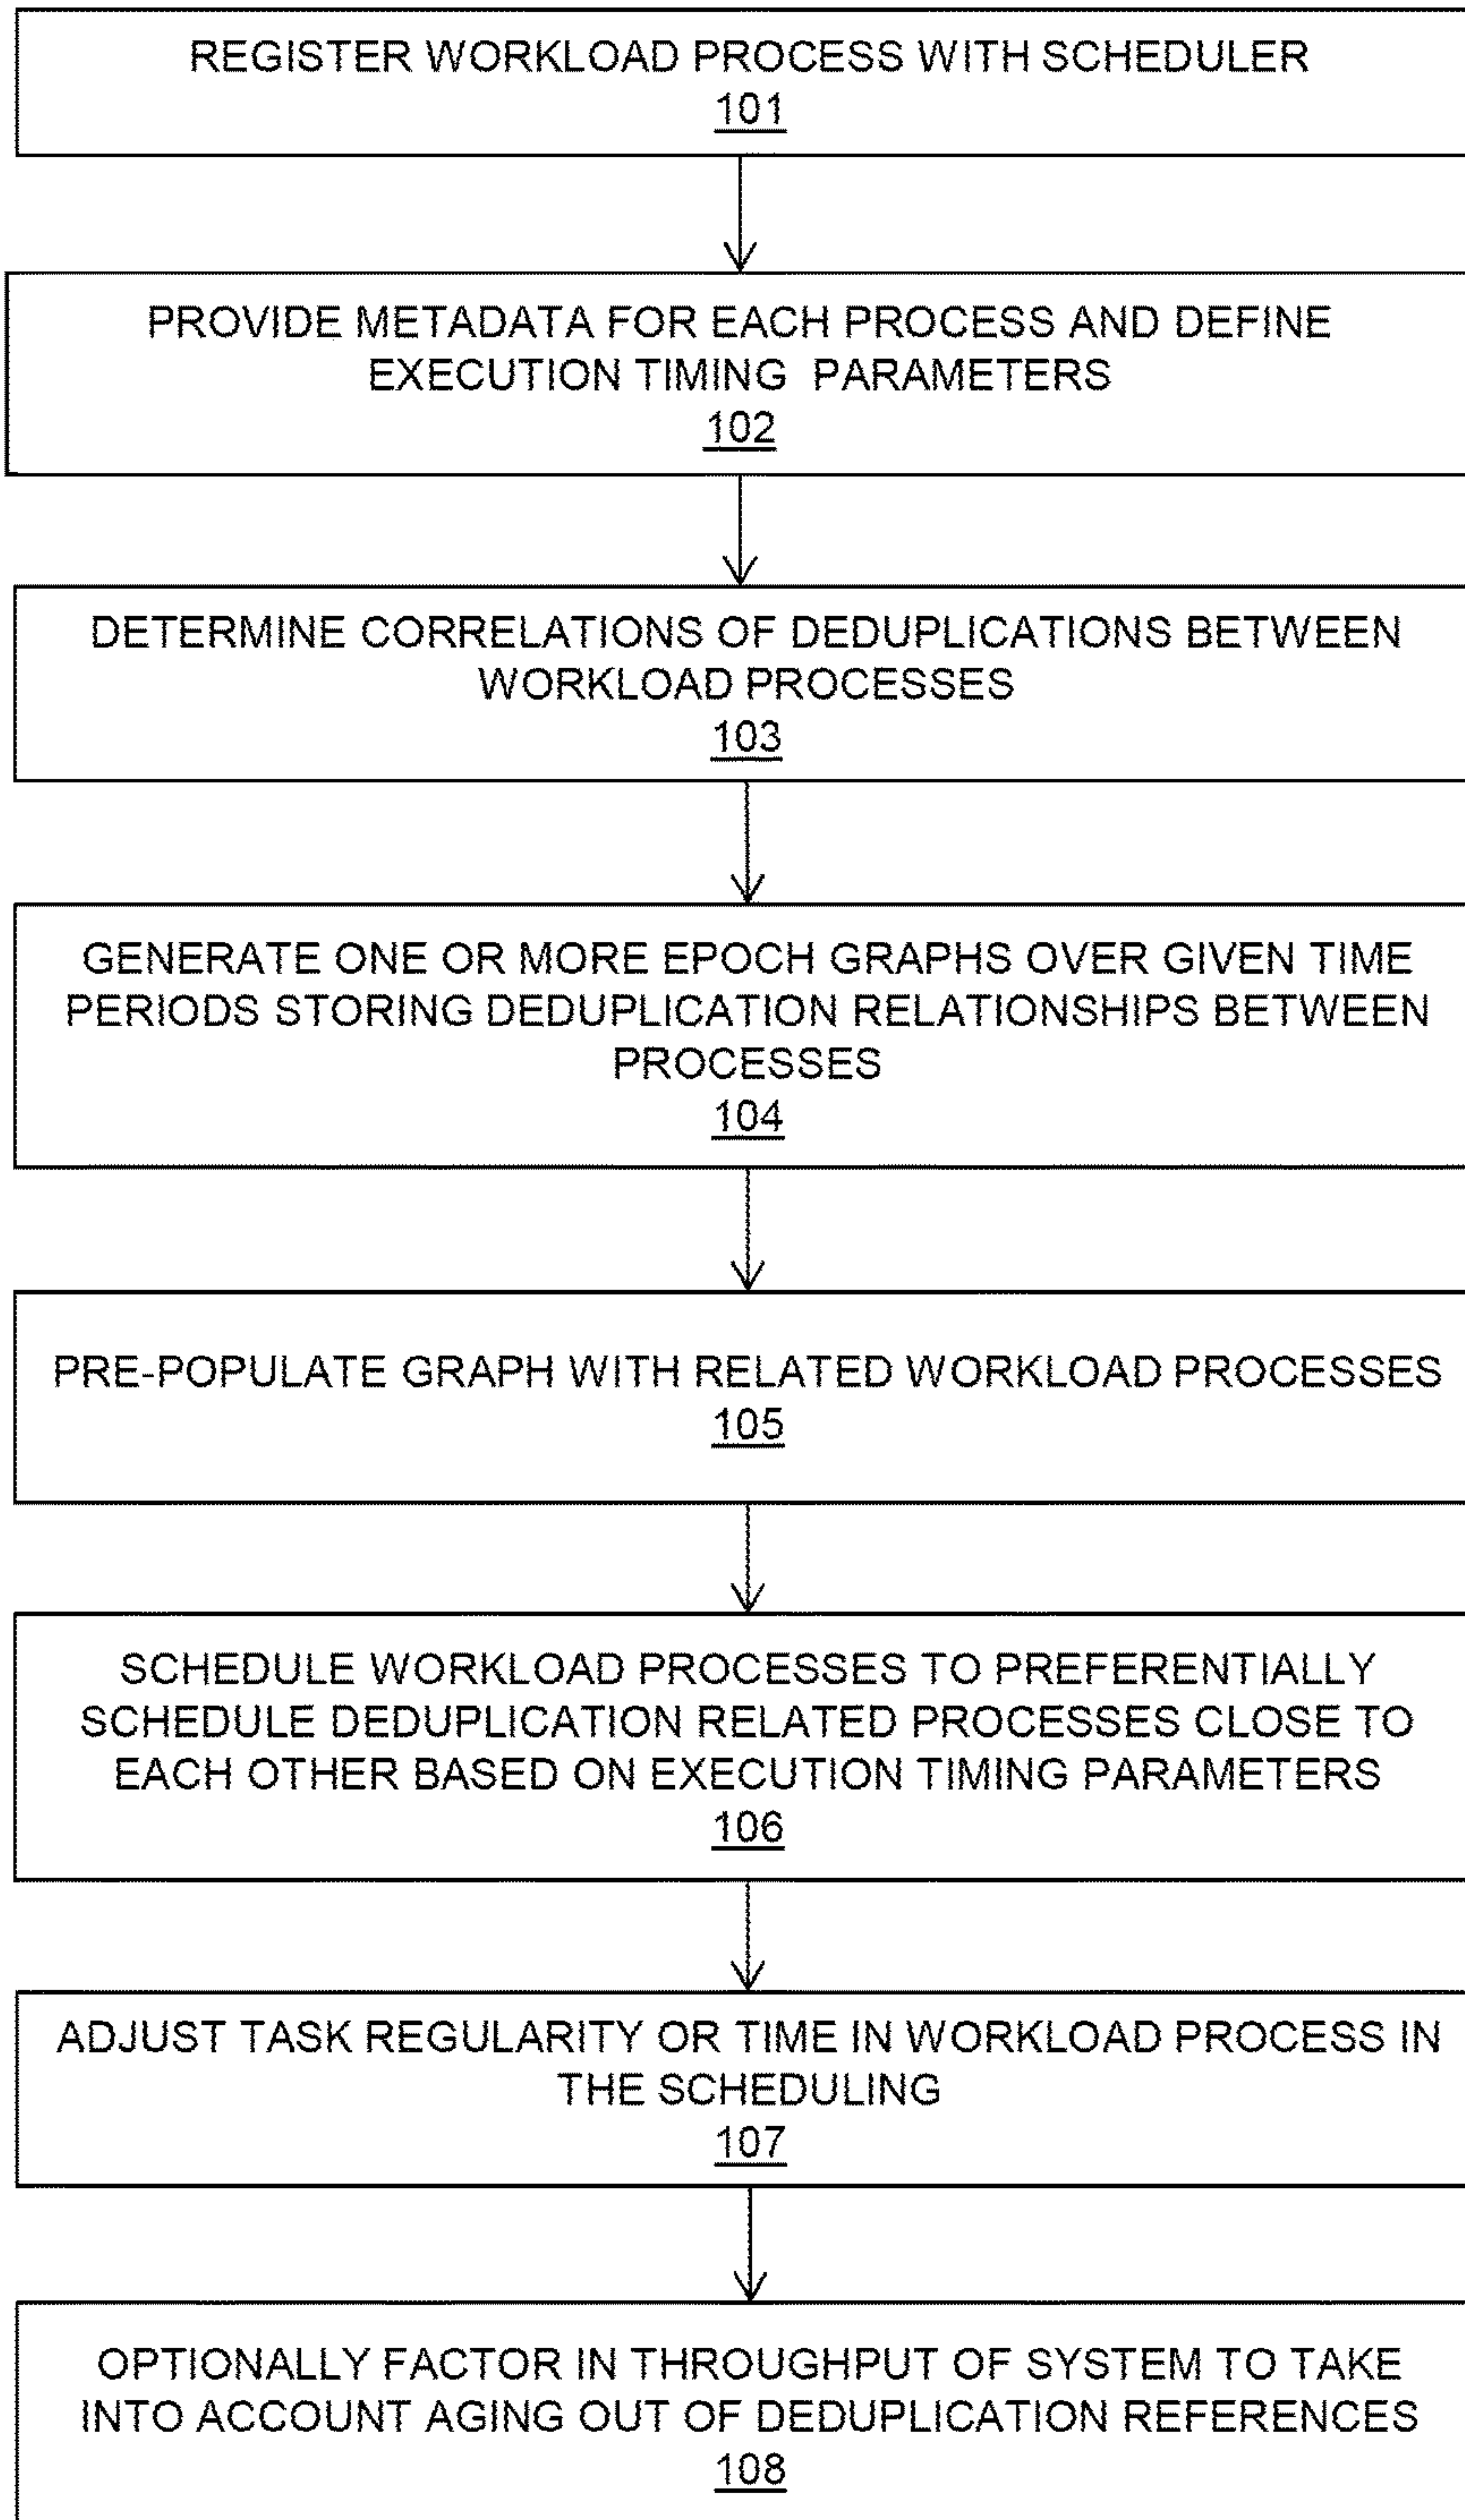 REGISTER WORKLOAD PROCESS WITH SCHEDULER
101
PROVIDE METADATA FOR EACH PROCESS AND DEFINE
EXECUTION TIMING PARAMETERS
102
DETERMINE CORRELATIONS OF DEDUPLICATIONS BETWEEN
WORKLOAD PROCESSES
103
GENERATE ONE OR MORE EPOCH GRAPHS OVER GIVEN TIME
PERIODS STORING DEDUPLICATION RELATIONSHIPS BETWEEN
PROCESSES
104
PRE-POPULATE GRAPH WITH RELATED WORKLOAD PROCESSES
105
SCHEDULE WORKLOAD PROCESSES TO PREFERENTIALLY
SCHEDULE DEDUPLICATION RELATED PROCESSES CLOSE TO
EACH OTHER BASED ON EXECUTION TIMING PARAMETERS
106
ADJUST TASK REGULARITY OR TIME IN WORKLOAD PROCESS IN
THE SCHEDULING
107
OPTIONALLY FACTOR IN THROUGHPUT OF SYSTEM TO TAKE
INTO ACCOUNT AGING OUT OF DEDUPLICATION REFERENCES
108